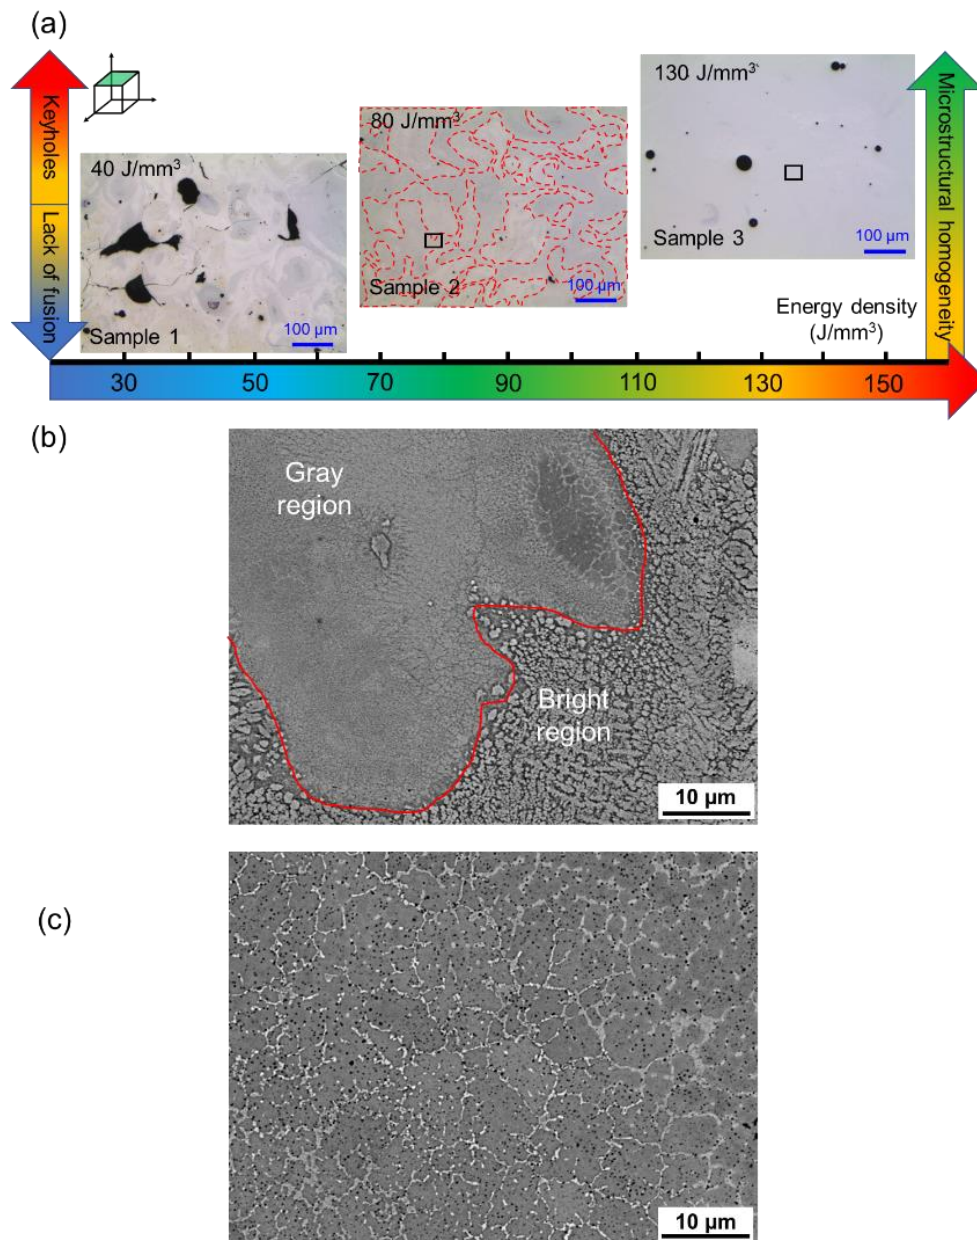 (a)
Keyholes
Lack of fusion
40 J/mm³
Sample 1
100 µm
80 J/mm³
Sample 2
100 µm
130 J/mm³
Sample 3
100 µm
Microstructural homogeneity
Energy density
(J/mm³)
30
50
70
90
110
130
150
(b)
Gray
region
Bright
region
10 µm
(c)
10 µm